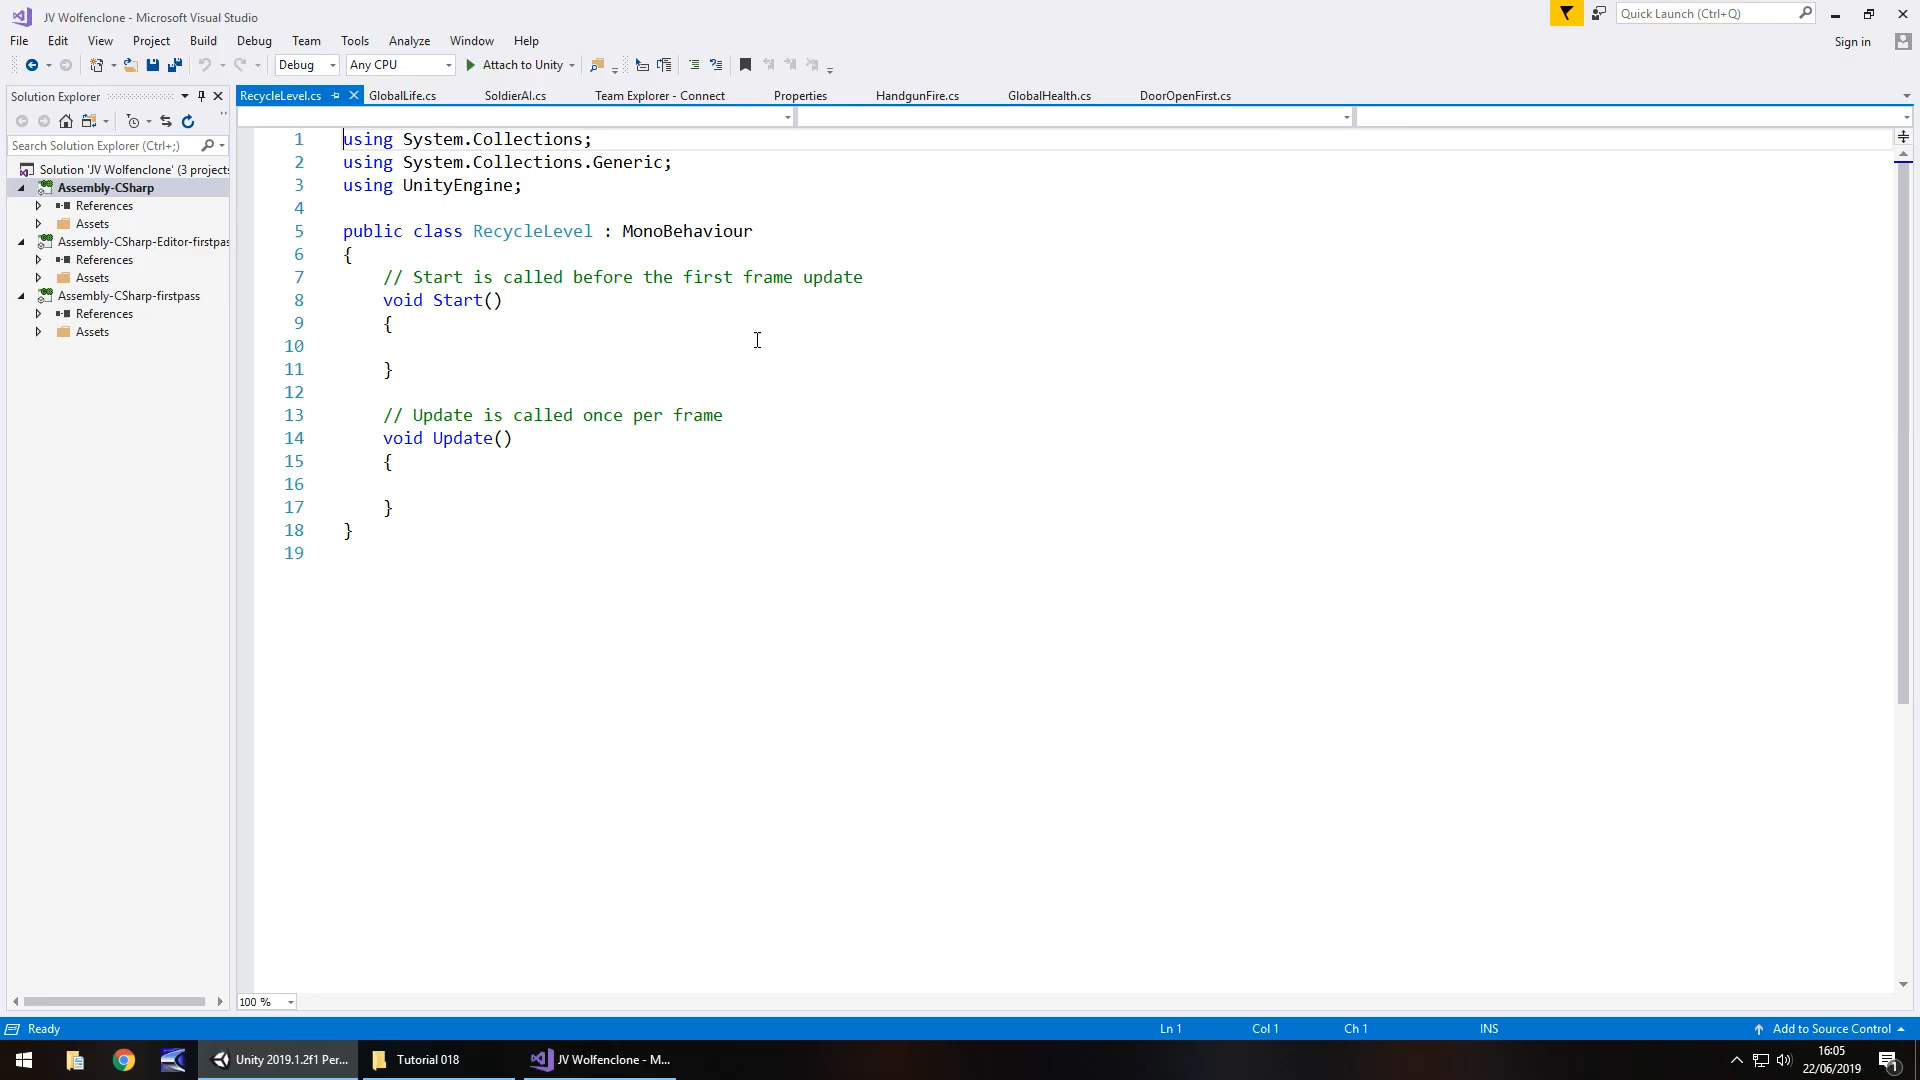 JV Wolfenclone - Microsoft Visual Studio
Quick Launch (Ctrl+Q)
File Edit View Project Build Debug Team Tools Analyze Window Help
Sign in
Debug Any CPU Attach to Unity
Solution Explorer
RecycleLevel.cs GlobalLife.cs SoldierAI.cs Team Explorer - Connect Properties HandgunFire.cs GlobalHealth.cs DoorOpenFirst.cs
Search Solution Explorer (Ctrl+;)
Solution 'JV Wolfenclone' (3 projects
Assembly-CSharp
References
Assets
Assembly-CSharp-Editor-firstpas
References
Assets
Assembly-CSharp-firstpass
References
Assets
1 using System.Collections;
2 using System.Collections.Generic;
3 using UnityEngine;
4
5 public class RecycleLevel : MonoBehaviour
6 {
7 // Start is called before the first frame update
8 void Start()
9 {
10
11 }
12
13 // Update is called once per frame
14 void Update()
15 {
16
17 }
18 }
19
100 %
Ready Ln 1 Col 1 Ch 1 INS Add to Source Control
Unity 2019.1.2f1 Per... Tutorial 018 JV Wolfenclone - M...
16:05
22/06/2019
1